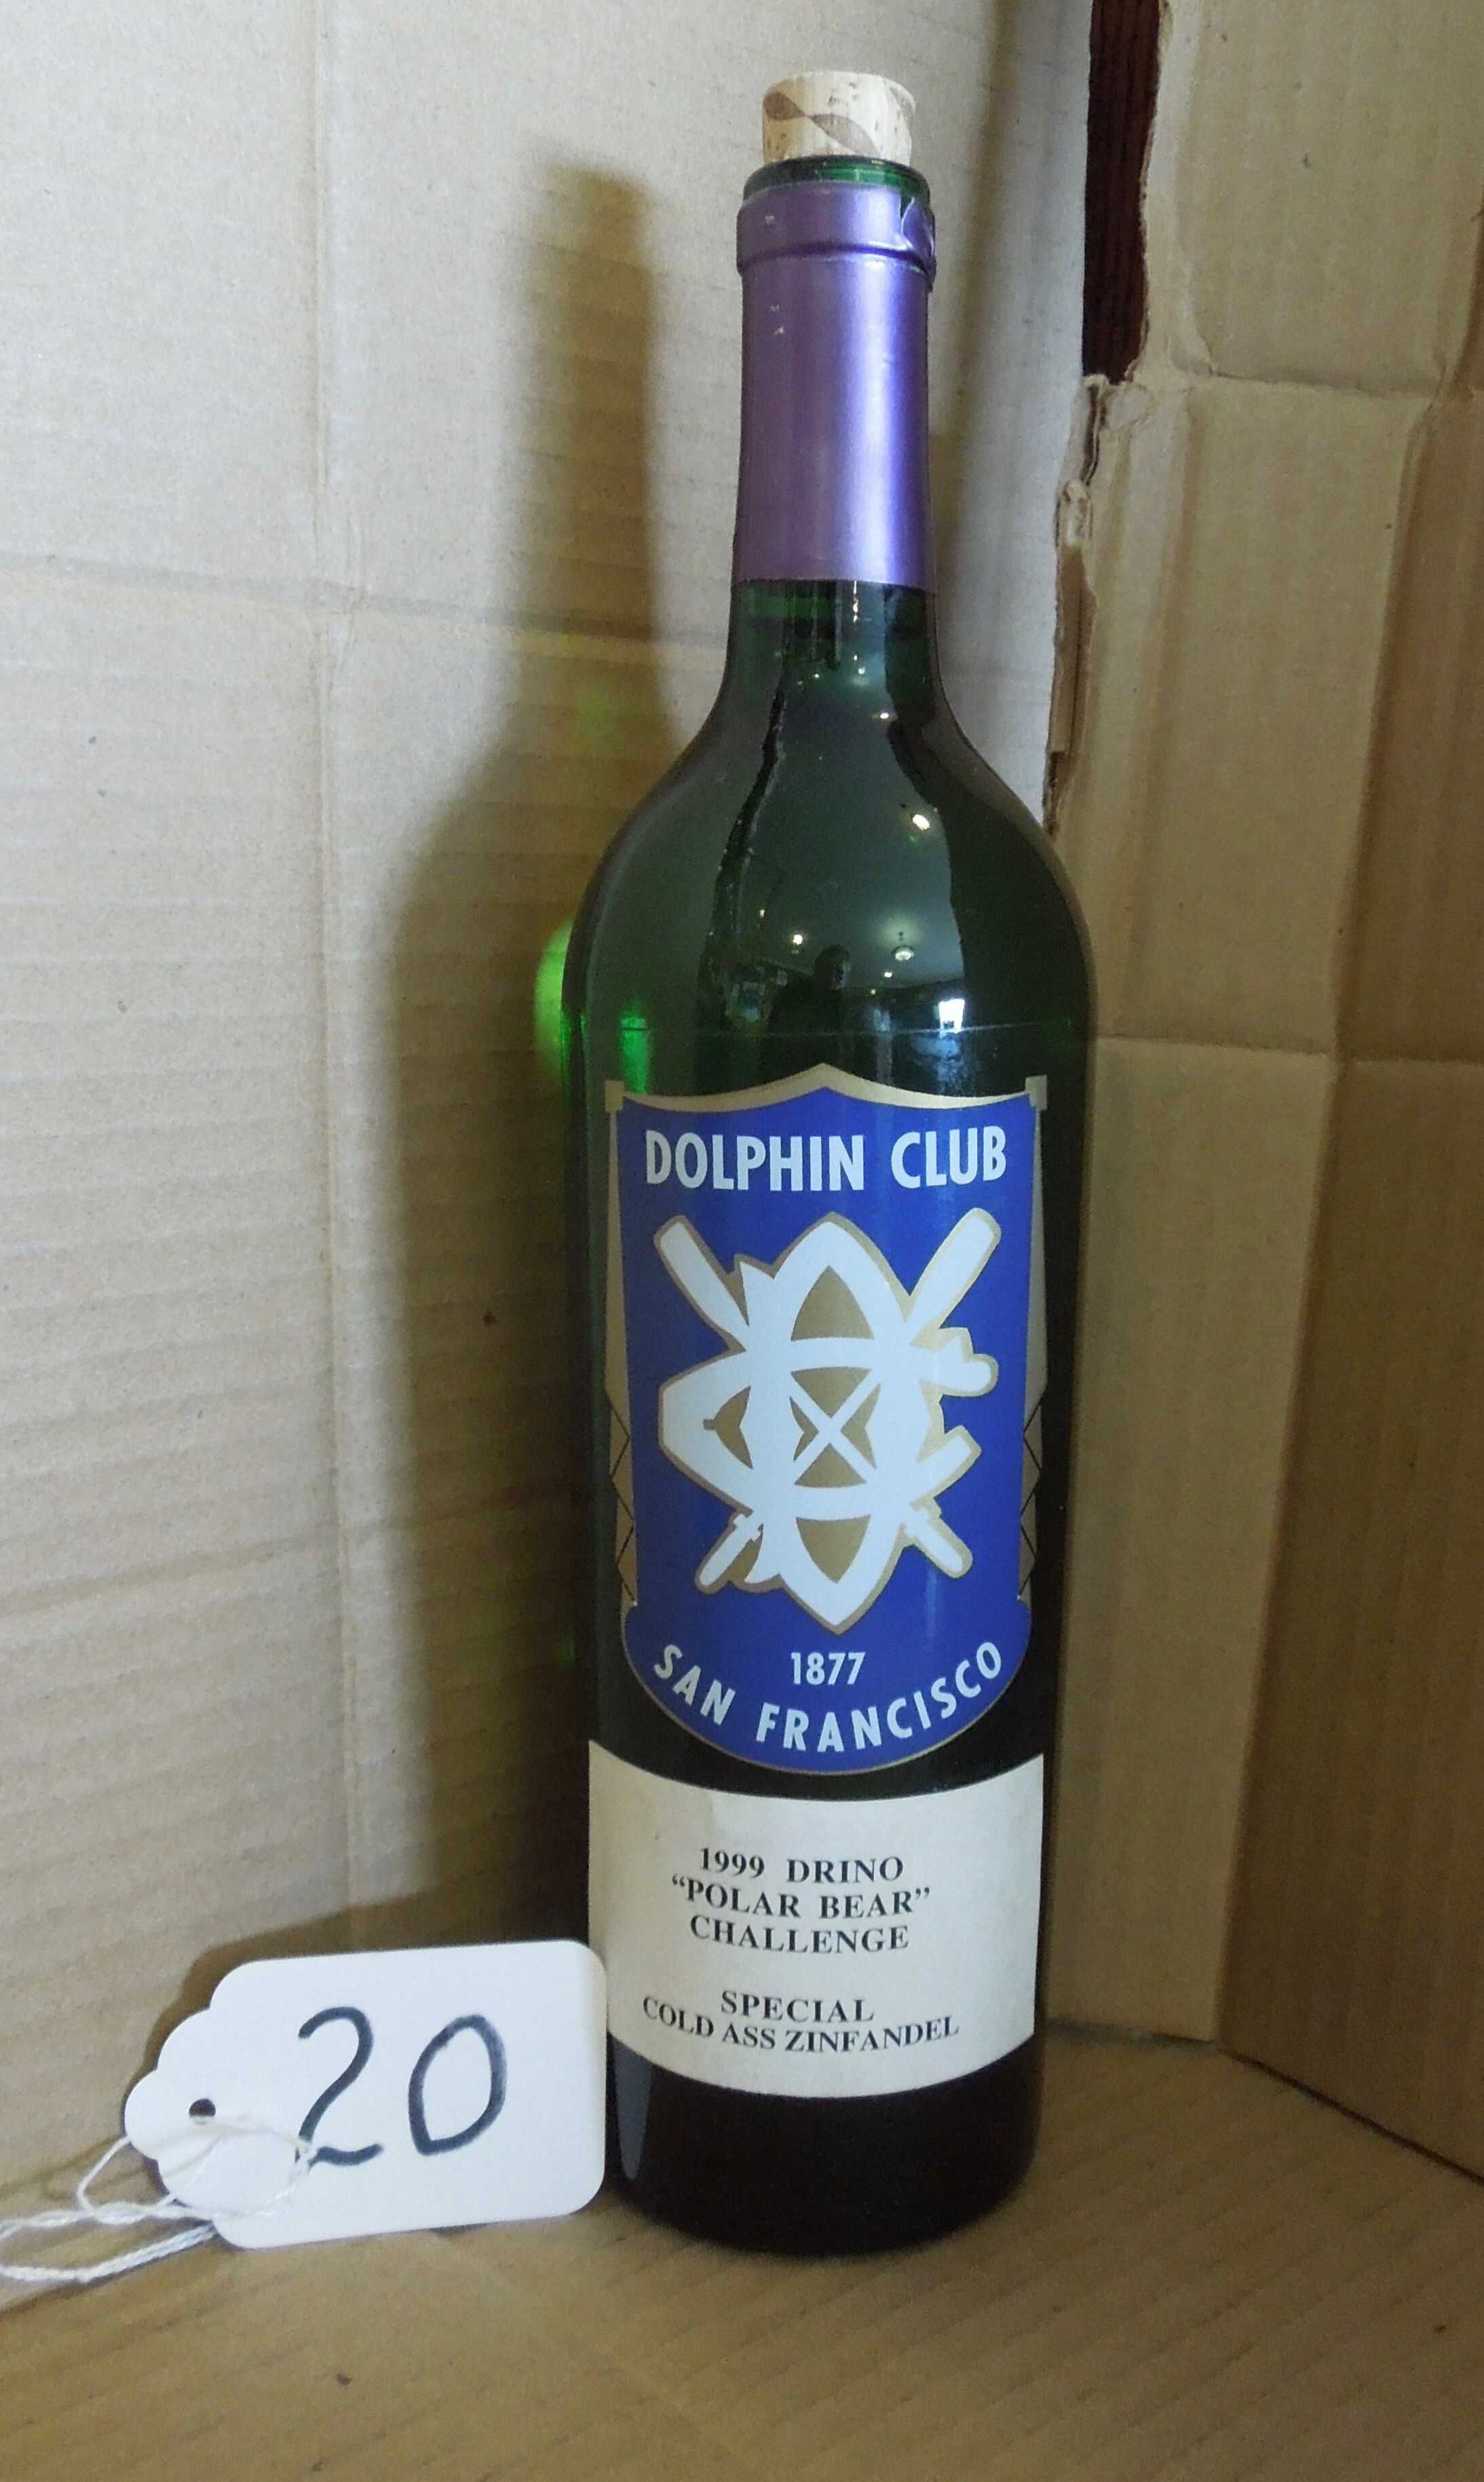 DOLPHIN CLUB
1877
SAN FRANCISCO
1999 DRINO
“POLAR BEAR”
CHALLENGE
SPECIAL
COLD ASS ZINFANDEL
20